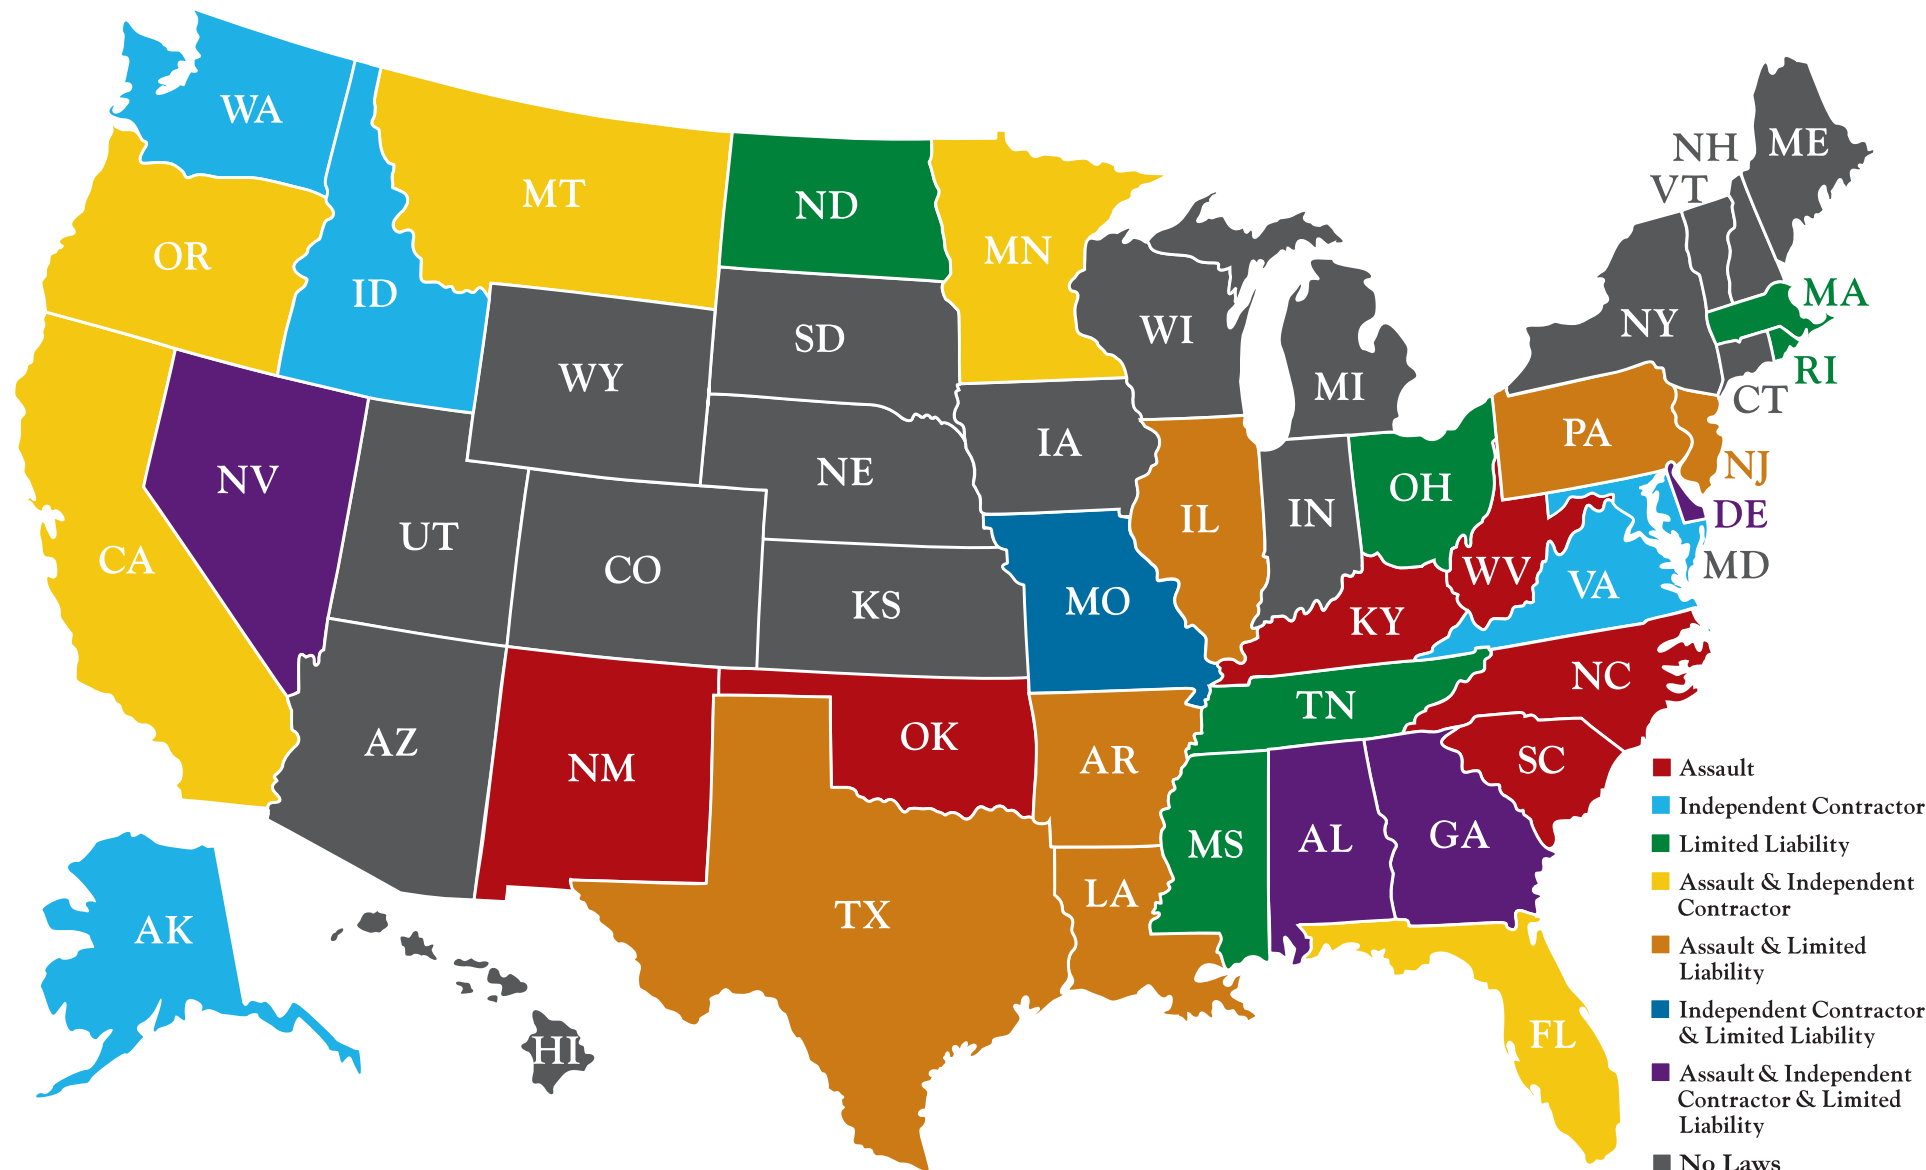 WA
MT
ND
MN
OR
ID
SD
WI
MI
NH
ME
VT
NY
MA
RI
CT
WY
IA
NE
PA
NJ
NV
UT
CO
KS
IL
IN
OH
DE
MD
CA
MO
WV
VA
KY
AZ
NM
OK
AR
TN
NC
SC
MS
AL
GA
LA
TX
FL
AK
HI
Assault
Independent Contractor
Limited Liability
Assault & Independent
Contractor
Assault & Limited
Liability
Independent Contractor
& Limited Liability
Assault & Independent
Contractor & Limited
Liability
No Laws